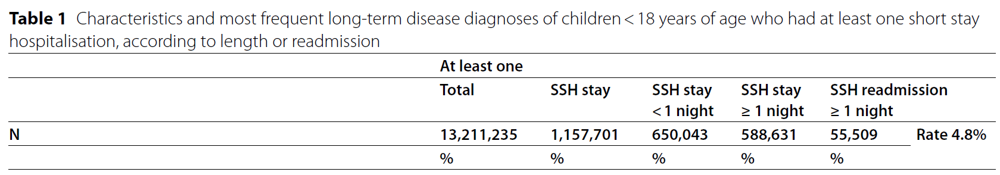 Table 1 Characteristics and most frequent long-term disease diagnoses of children < 18 years of age who had at least one short stay
hospitalisation, according to length or readmission
At least one
Total SSH stay SSH stay SSH stay SSH readmission
< 1 night ≥ 1 night ≥ 1 night
N 13,211,235 1,157,701 650,043 588,631 55,509 Rate 4.8%
% % % % %